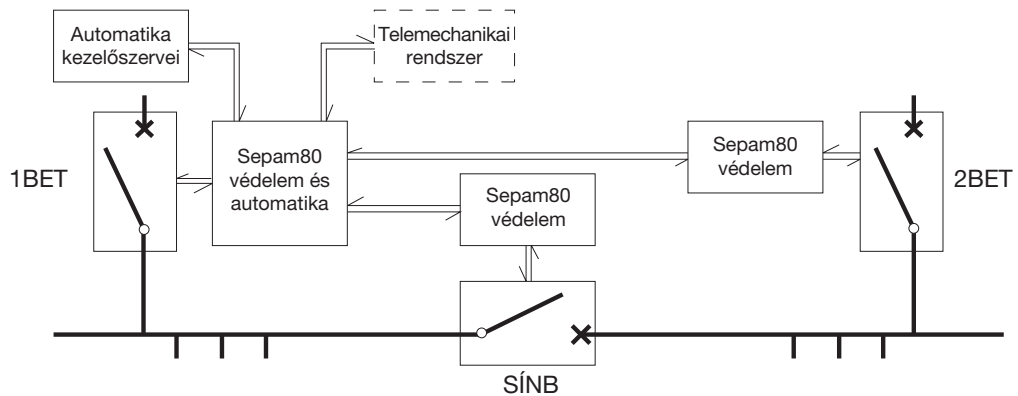 Automatika
kezelőszervei
Telemechanikai
rendszer
1BET
Sepam80
védelem és
automatika
Sepam80
védelem
Sepam80
védelem
2BET
SÍNB